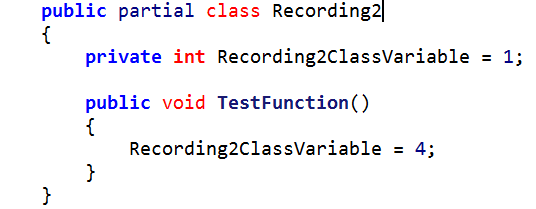 public partial class Recording2
{
private int Recording2ClassVariable = 1;
public void TestFunction()
{
Recording2ClassVariable = 4;
}
}